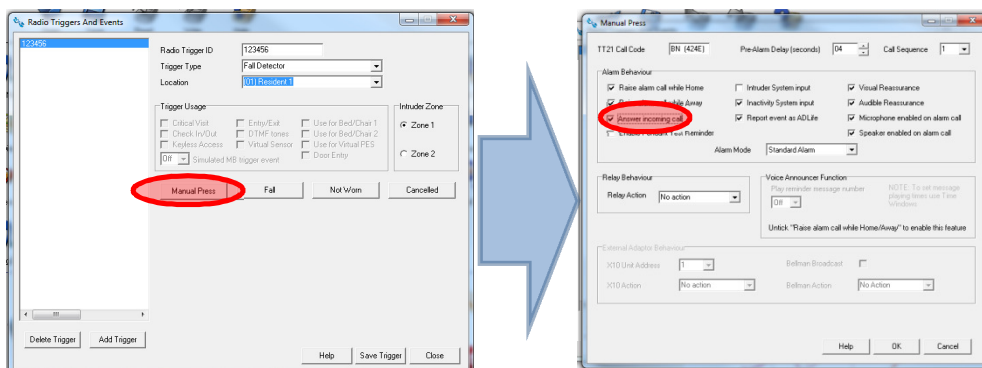 Radio Triggers And Events
123456
Radio Trigger ID 123456
Trigger Type Fall Detector
Location (01) Resident 1
Trigger Usage
Intruder Zone
Critical Visit Entry/Exit Use for Bed/Chair 1
Check In/Out DTMF tones Use for Bed/Chair 2
Keyless Access Virtual Sensor Use for Virtual PES
Off Simulated MB trigger event Door Entry
Zone 1
Zone 2
Manual Press Fall Not Worn Cancelled
Delete Trigger Add Trigger
Help Save Trigger Close
Manual Press
TT21 Call Code BN (424E) Pre-Alarm Delay (seconds) 04 Call Sequence 1
Alarm Behaviour
Raise alarm call while Home Intruder System input Visual Reassurance
while Away Inactivity System input Audible Reassurance
Answer incoming call Report event as ADLife Microphone enabled on alarm call
Test Reminder Speaker enabled on alarm call
Alarm Mode Standard Alarm
Relay Behaviour
Relay Action No action
Voice Announcer Function
Play reminder message number
Off
NOTE: To set message
playing times use Time
Windows
Untick "Raise alarm call while Home/Away" to enable this feature
External Adaptor Behaviour
X10 Unit Address 1 Bellman Broadcast
X10 Action No action Bellman Action No Action
Help OK Cancel